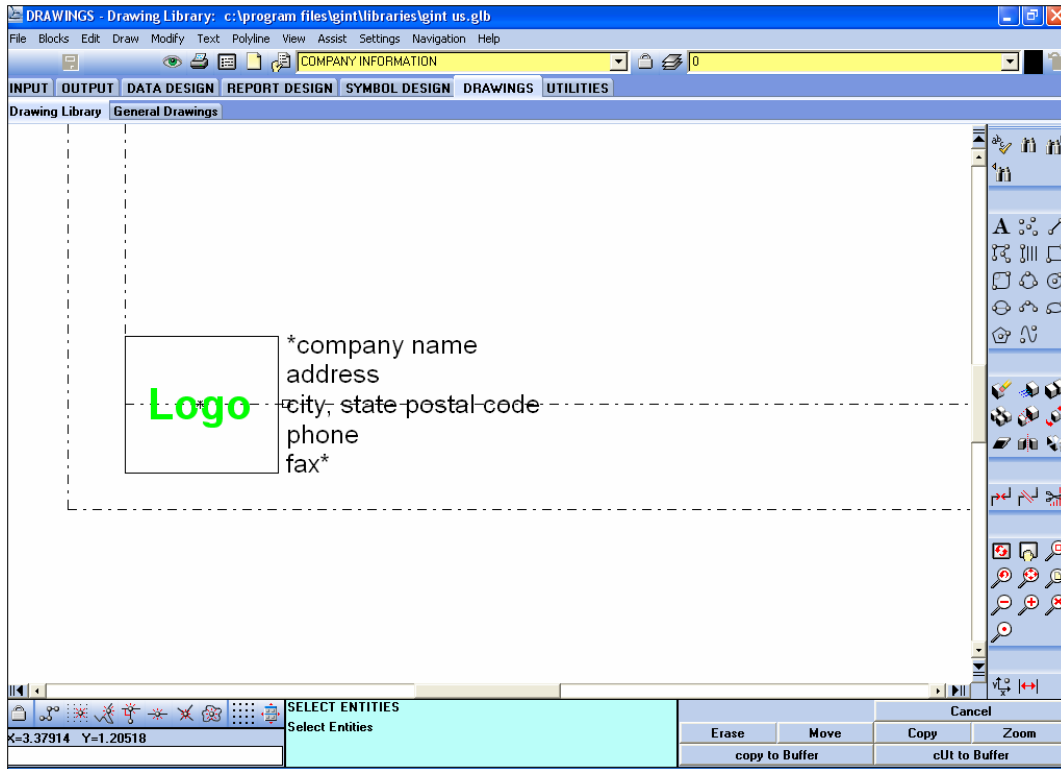 DRAWINGS - Drawing Library: c:\program files\gint\libraries\gint us.glb
File Blocks Edit Draw Modify Text Polyline View Assist Settings Navigation Help
COMPANY INFORMATION 0
INPUT OUTPUT DATA DESIGN REPORT DESIGN SYMBOL DESIGN DRAWINGS UTILITIES
Drawing Library General Drawings
*company name
address
Logo city, state postal code
phone
fax*
SELECT ENTITIES
Select Entities
X=3.37914 Y=1.20518
Cancel
Erase Move Copy Zoom
copy to Buffer cUt to Buffer